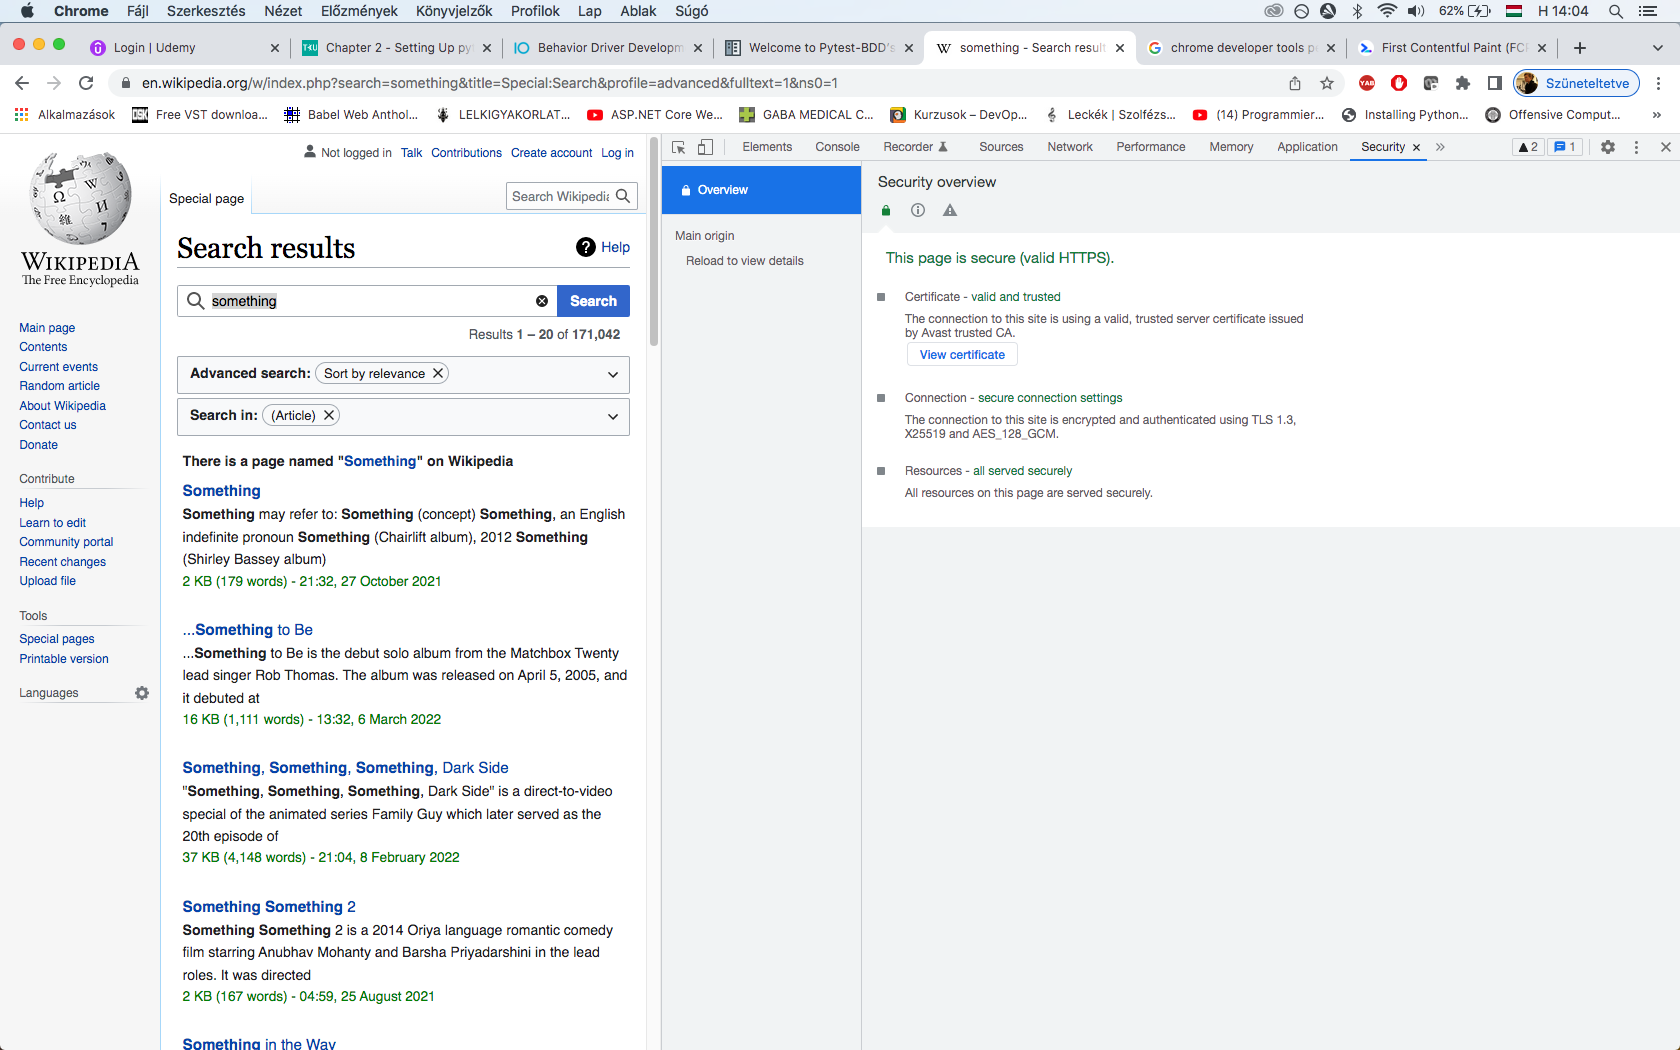 Chrome Fájl Szerkesztés Nézet Előzmények Könyvjelzők Profilok Lap Ablak Súgó 62% H 14:04
Login | Udemy
Chapter 2 - Setting Up py
Behavior Driver Developm
Welcome to Pytest-BDD's
something - Search result
chrome developer tools p
First Contentful Paint (FC
en.wikipedia.org/w/index.php?search=something&title=Special:Search&profile=advanced&fulltext=1&ns0=1
Szüneteltetve
Alkalmazások Free VST downloa... Babel Web Anthol... LELKIGYAKORLAT... ASP.NET Core We... GABA MEDICAL C... Kurzusok – DevOp... Leckék | Szolfézs... (14) Programmier... Installing Python... Offensive Comput... »
WIKIPEDIA
The Free Encyclopedia
Main page
Contents
Current events
Random article
About Wikipedia
Contact us
Donate
Contribute
Help
Learn to edit
Community portal
Recent changes
Upload file
Tools
Special pages
Printable version
Languages
Not logged in Talk Contributions Create account Log in
Special page
Search Wikipedia
Search results
Help
something
Search
Results 1 – 20 of 171,042
Advanced search: Sort by relevance
Search in: (Article)
There is a page named "Something" on Wikipedia
Something
Something may refer to: Something (concept) Something, an English
indefinite pronoun Something (Chairlift album), 2012 Something
(Shirley Bassey album)
2 KB (179 words) - 21:32, 27 October 2021
...Something to Be
...Something to Be is the debut solo album from the Matchbox Twenty
lead singer Rob Thomas. The album was released on April 5, 2005, and
it debuted at
16 KB (1,111 words) - 13:32, 6 March 2022
Something, Something, Something, Dark Side
"Something, Something, Something, Dark Side" is a direct-to-video
special of the animated series Family Guy which later served as the
20th episode of
37 KB (4,148 words) - 21:04, 8 February 2022
Something Something 2
Something Something 2 is a 2014 Oriya language romantic comedy
film starring Anubhav Mohanty and Barsha Priyadarshini in the lead
roles. It was directed
2 KB (167 words) - 04:59, 25 August 2021
Something in the Way
Elements Console Recorder Sources Network Performance Memory Application Security » 2 1
Overview
Main origin
Reload to view details
Security overview
This page is secure (valid HTTPS).
Certificate - valid and trusted
The connection to this site is using a valid, trusted server certificate issued
by Avast trusted CA.
View certificate
Connection - secure connection settings
The connection to this site is encrypted and authenticated using TLS 1.3,
X25519 and AES_128_GCM.
Resources - all served securely
All resources on this page are served securely.